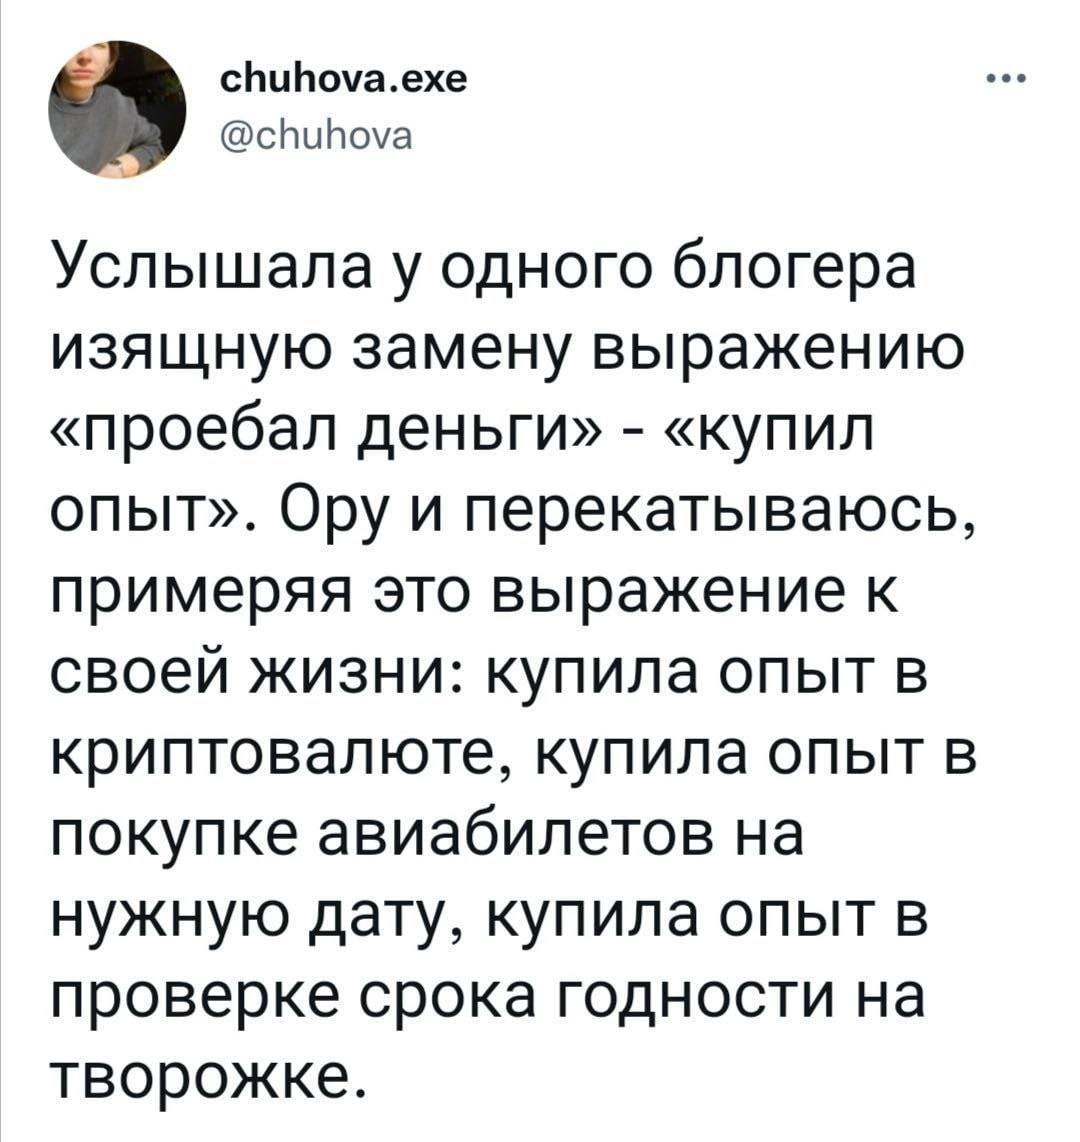 chuhova.exe
@chuhova
Услышала у одного блогера
изящную замену выражению
«проебал деньги» - «купил
опыт». Ору и перекатываюсь,
примеряя это выражение к
своей жизни: купила опыт в
криптовалюте, купила опыт в
покупке авиабилетов на
нужную дату, купила опыт в
проверке срока годности на
творожке.